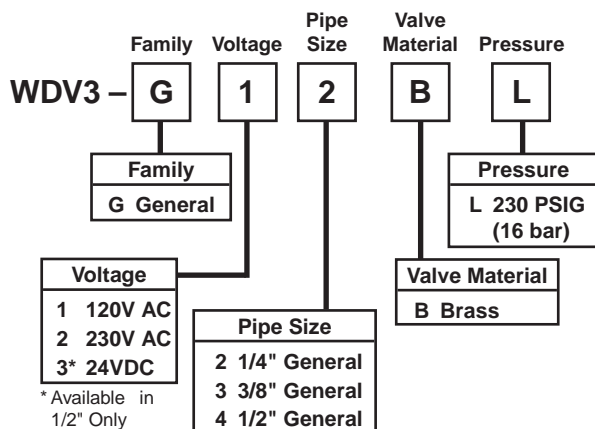 Family Voltage Pipe Size Valve Material Pressure
WDV3 – G 1 2 B L
Family
G General
Pressure
L 230 PSIG
(16 bar)
Voltage
1 120V AC
2 230V AC
3* 24VDC
* Available in
1/2" Only
Pipe Size
2 1/4" General
3 3/8" General
4 1/2" General
Valve Material
B Brass